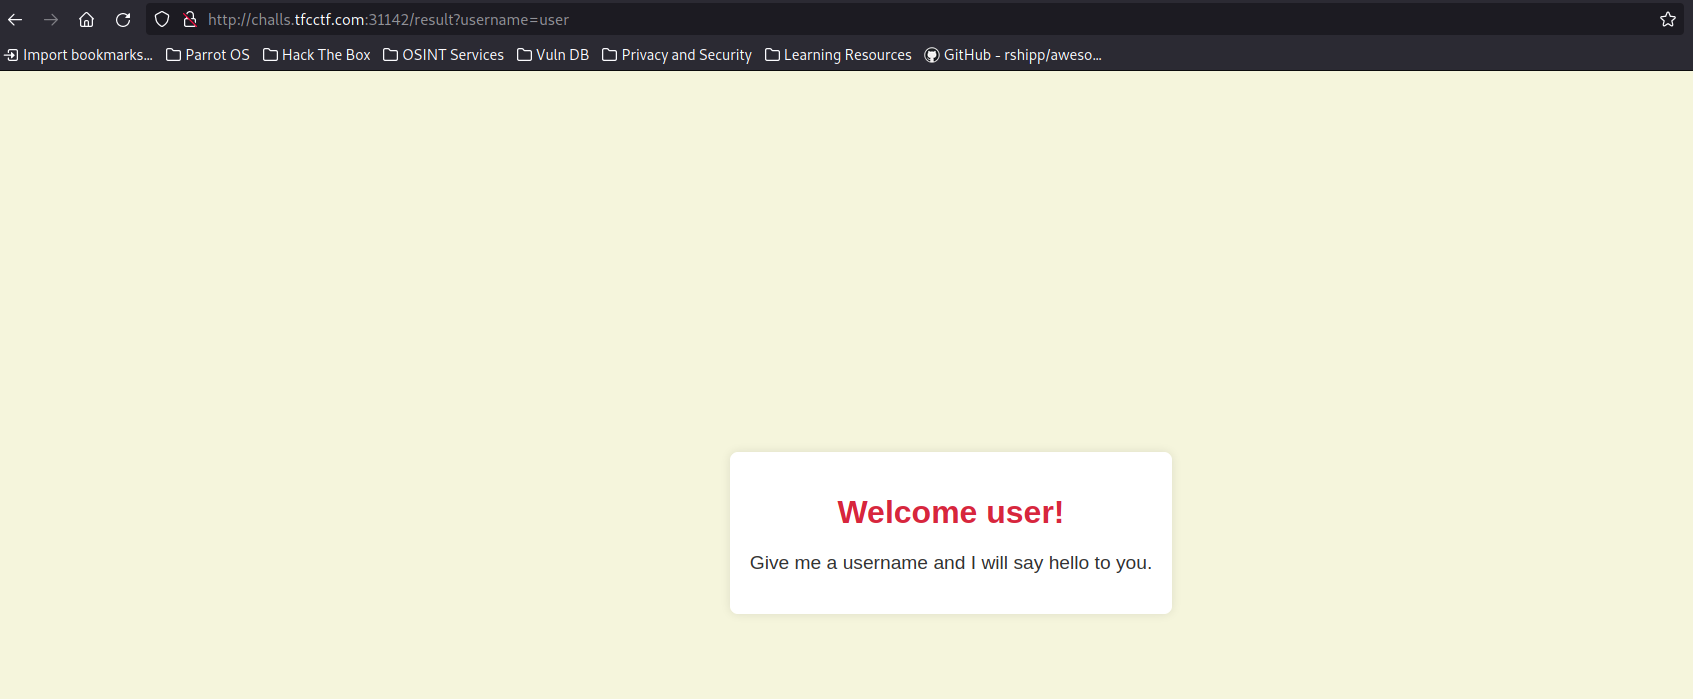 http://challs.tfcctf.com:31142/result?username=user
Import bookmarks... Parrot OS Hack The Box OSINT Services Vuln DB Privacy and Security Learning Resources GitHub - rshipp/aweso...
Welcome user!
Give me a username and I will say hello to you.